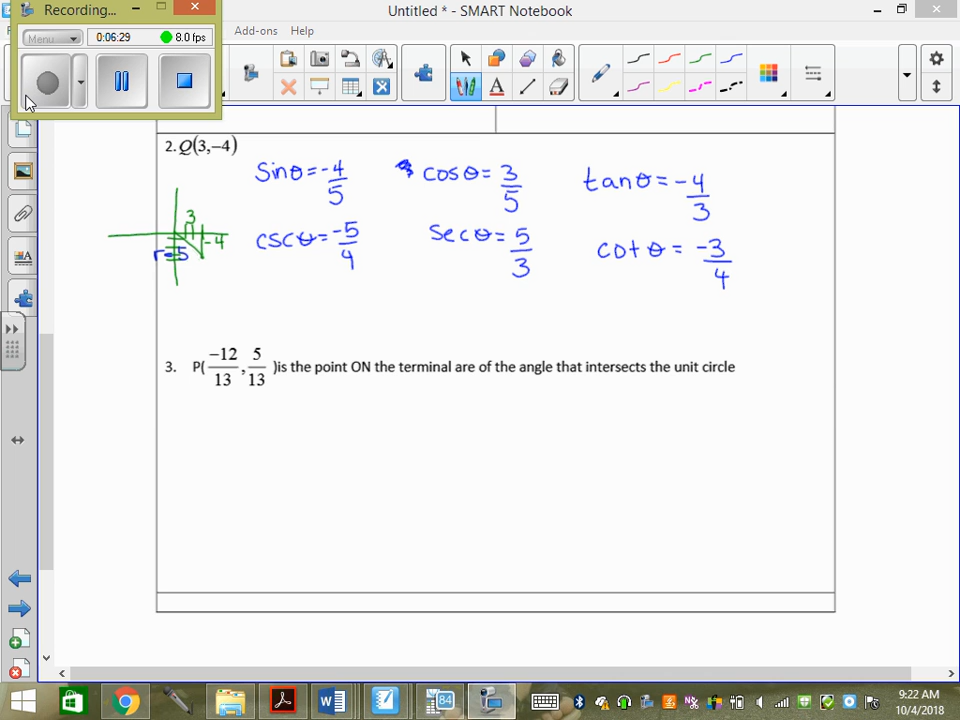 Recording...
Untitled * - SMART Notebook
Menu
0:06:29
8.0 fps
Add-ons Help
2. Q(3,–4)
sinθ = -4/5 cosθ = 3/5 tanθ = -4/3
3
-4
r=5
cscθ = -5/4 secθ = 5/3 cotθ = -3/4
3. P(−12/13, 5/13)is the point ON the terminal are of the angle that intersects the unit circle
84
9:22 AM
10/4/2018